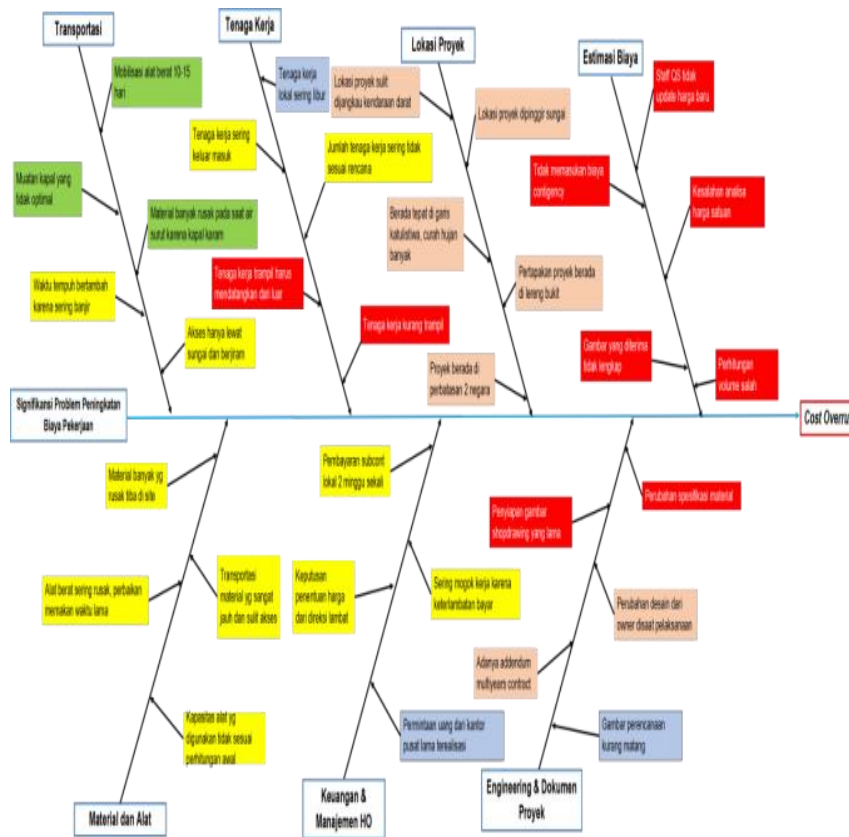 Transportasi
Mobilisasi alat berat 10-15
hari
Muatan kapal yang
tidak optimal
Material banyak rusak pada saat air
surut karena kapal karam
Waktu tempuh bertambah
karena sering banjir
Akses hanya lewat
sungai dan berjiram
Tenaga Kerja
Tenaga kerja
lokal sering libur
Tenaga kerja sering
keluar masuk
Jumlah tenaga kerja sering tidak
sesuai rencana
Tenaga kerja trampil harus
mendatangkan dari luar
Tenaga kerja kurang trampil
Lokasi Proyek
Lokasi proyek sulit
dijangkau kendaraan darat
Lokasi proyek dipinggir sungai
Berada tepat di garis
katulistiwa, curah hujan
banyak
Pertapakan proyek berada
di lereng bukit
Proyek berada di
perbatasan 2 negara
Estimasi Biaya
Staff QS tidak
update harga baru
Tidak memasukan biaya
contigency
Kesalahan analisa
harga satuan
Gambar yang diterima
tidak lengkap
Perhitungan
volume salah
Signifikansi Problem Peningkatan
Biaya Pekerjaan
Cost Overru
Material banyak yg
rusak tiba di site
Alat berat sering rusak, perbaikan
memakan waktu lama
Transportasi
material yg sangat
jauh dan sulit akses
Kapasitas alat yg
digunakan tidak sesuai
perhitungan awal
Material dan Alat
Pembayaran subcont
lokal 2 minggu sekali
Keputusan
penentuan harga
dari direksi lambat
Sering mogok kerja karena
keterlambatan bayar
Permintaan uang dari kantor
pusat lama terealisasi
Keuangan &
Manajemen HO
Penyiapan gambar
shopdrawing yang lama
Perubahan spesifikasi material
Perubahan desain dari
owner disaat pelaksanaan
Adanya addendum
multiyears contract
Gambar perencanaan
kurang matang
Engineering & Dokumen
Proyek